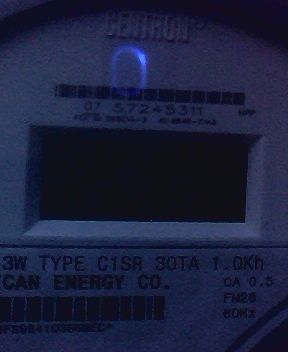 CENTRON
07 57245311
3W TYPE C1SR 30TA 1.0Kh
CAN ENERGY CO.
CA 0.5
FM2S
60Hz